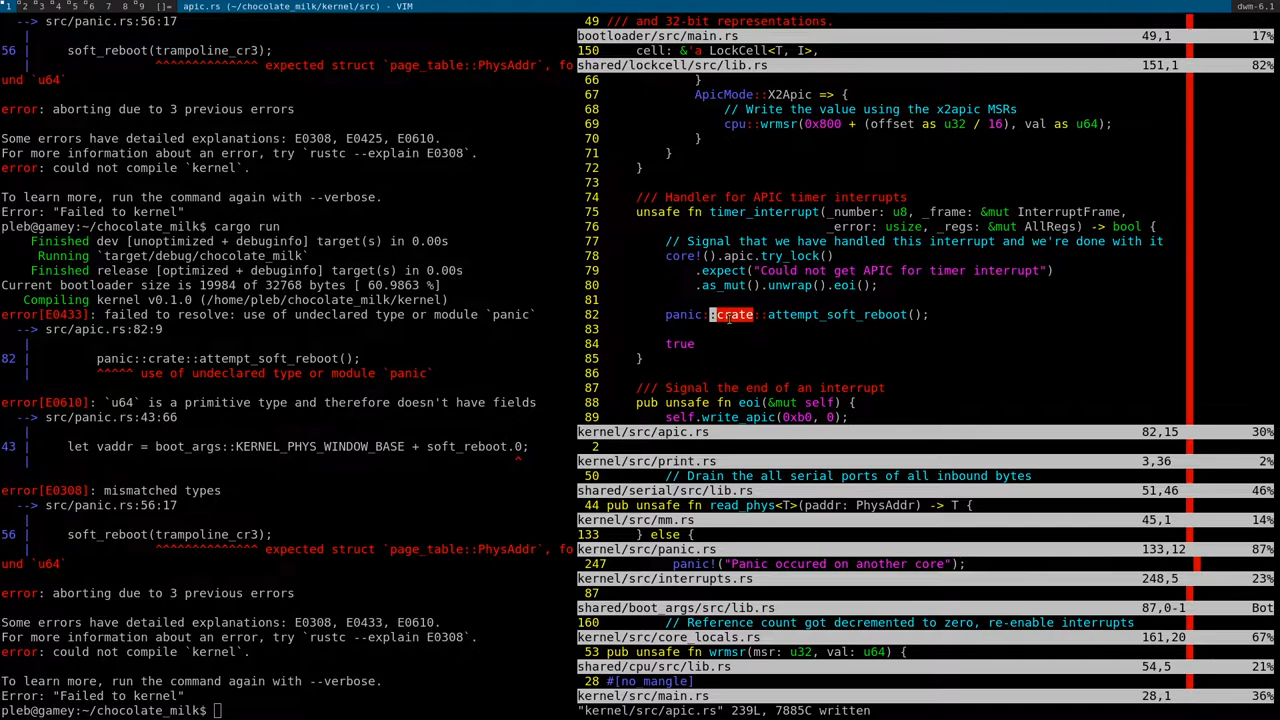 1 2 3 4 5 6 7 8 9 []= apic.rs (~/chocolate_milk/kernel/src) - VIM dwm-6.1
--> src/panic.rs:56:17
|
56 | soft_reboot(trampoline_cr3);
| ^^^^^^^^^^^^^^ expected struct `page_table::PhysAddr`, fo
und `u64`
error: aborting due to 3 previous errors
Some errors have detailed explanations: E0308, E0425, E0610.
For more information about an error, try `rustc --explain E0308`.
error: could not compile `kernel`.
To learn more, run the command again with --verbose.
Error: "Failed to kernel"
pleb@gamey:~/chocolate_milk$ cargo run
Finished dev [unoptimized + debuginfo] target(s) in 0.00s
Running `target/debug/chocolate_milk`
Finished release [optimized + debuginfo] target(s) in 0.00s
Current bootloader size is 19984 of 32768 bytes [ 60.9863 %]
Compiling kernel v0.1.0 (/home/pleb/chocolate_milk/kernel)
error[E0433]: failed to resolve: use of undeclared type or module `panic`
--> src/apic.rs:82:9
|
82 | panic::crate::attempt_soft_reboot();
| ^^^^^ use of undeclared type or module `panic`
error[E0610]: `u64` is a primitive type and therefore doesn't have fields
--> src/panic.rs:43:66
|
43 | let vaddr = boot_args::KERNEL_PHYS_WINDOW_BASE + soft_reboot.0;
| ^
error[E0308]: mismatched types
--> src/panic.rs:56:17
|
56 | soft_reboot(trampoline_cr3);
| ^^^^^^^^^^^^^^ expected struct `page_table::PhysAddr`, fo
und `u64`
error: aborting due to 3 previous errors
Some errors have detailed explanations: E0308, E0433, E0610.
For more information about an error, try `rustc --explain E0308`.
error: could not compile `kernel`.
To learn more, run the command again with --verbose.
Error: "Failed to kernel"
pleb@gamey:~/chocolate_milk$
49 /// and 32-bit representations.
bootloader/src/main.rs 49,1 17%
150 cell: &'a LockCell<T, I>,
shared/lockcell/src/lib.rs 151,1 82%
66 }
67 ApicMode::X2Apic => {
68 // Write the value using the x2apic MSRs
69 cpu::wrmsr(0x800 + (offset as u32 / 16), val as u64);
70 }
71 }
72 }
73
74 /// Handler for APIC timer interrupts
75 unsafe fn timer_interrupt(_number: u8, _frame: &mut InterruptFrame,
76 _error: usize, _regs: &mut AllRegs) -> bool {
77 // Signal that we have handled this interrupt and we're done with it
78 core!().apic.try_lock()
79 .expect("Could not get APIC for timer interrupt")
80 .as_mut().unwrap().eoi();
81
82 panic::crate::attempt_soft_reboot();
83
84 true
85 }
86
87 /// Signal the end of an interrupt
88 pub unsafe fn eoi(&mut self) {
89 self.write_apic(0xb0, 0);
kernel/src/apic.rs 82,15 30%
2
kernel/src/print.rs 3,36 2%
50 // Drain the all serial ports of all inbound bytes
shared/serial/src/lib.rs 51,46 46%
44 pub unsafe fn read_phys<T>(paddr: PhysAddr) -> T {
kernel/src/mm.rs 45,1 14%
133 } else {
kernel/src/panic.rs 133,12 87%
247 panic!("Panic occured on another core");
kernel/src/interrupts.rs 248,5 23%
87
shared/boot_args/src/lib.rs 87,0-1 Bot
160 // Reference count got decremented to zero, re-enable interrupts
kernel/src/core_locals.rs 161,20 67%
53 pub unsafe fn wrmsr(msr: u32, val: u64) {
shared/cpu/src/lib.rs 54,5 21%
28 #[no_mangle]
kernel/src/main.rs 28,1 36%
"kernel/src/apic.rs" 239L, 7885C written